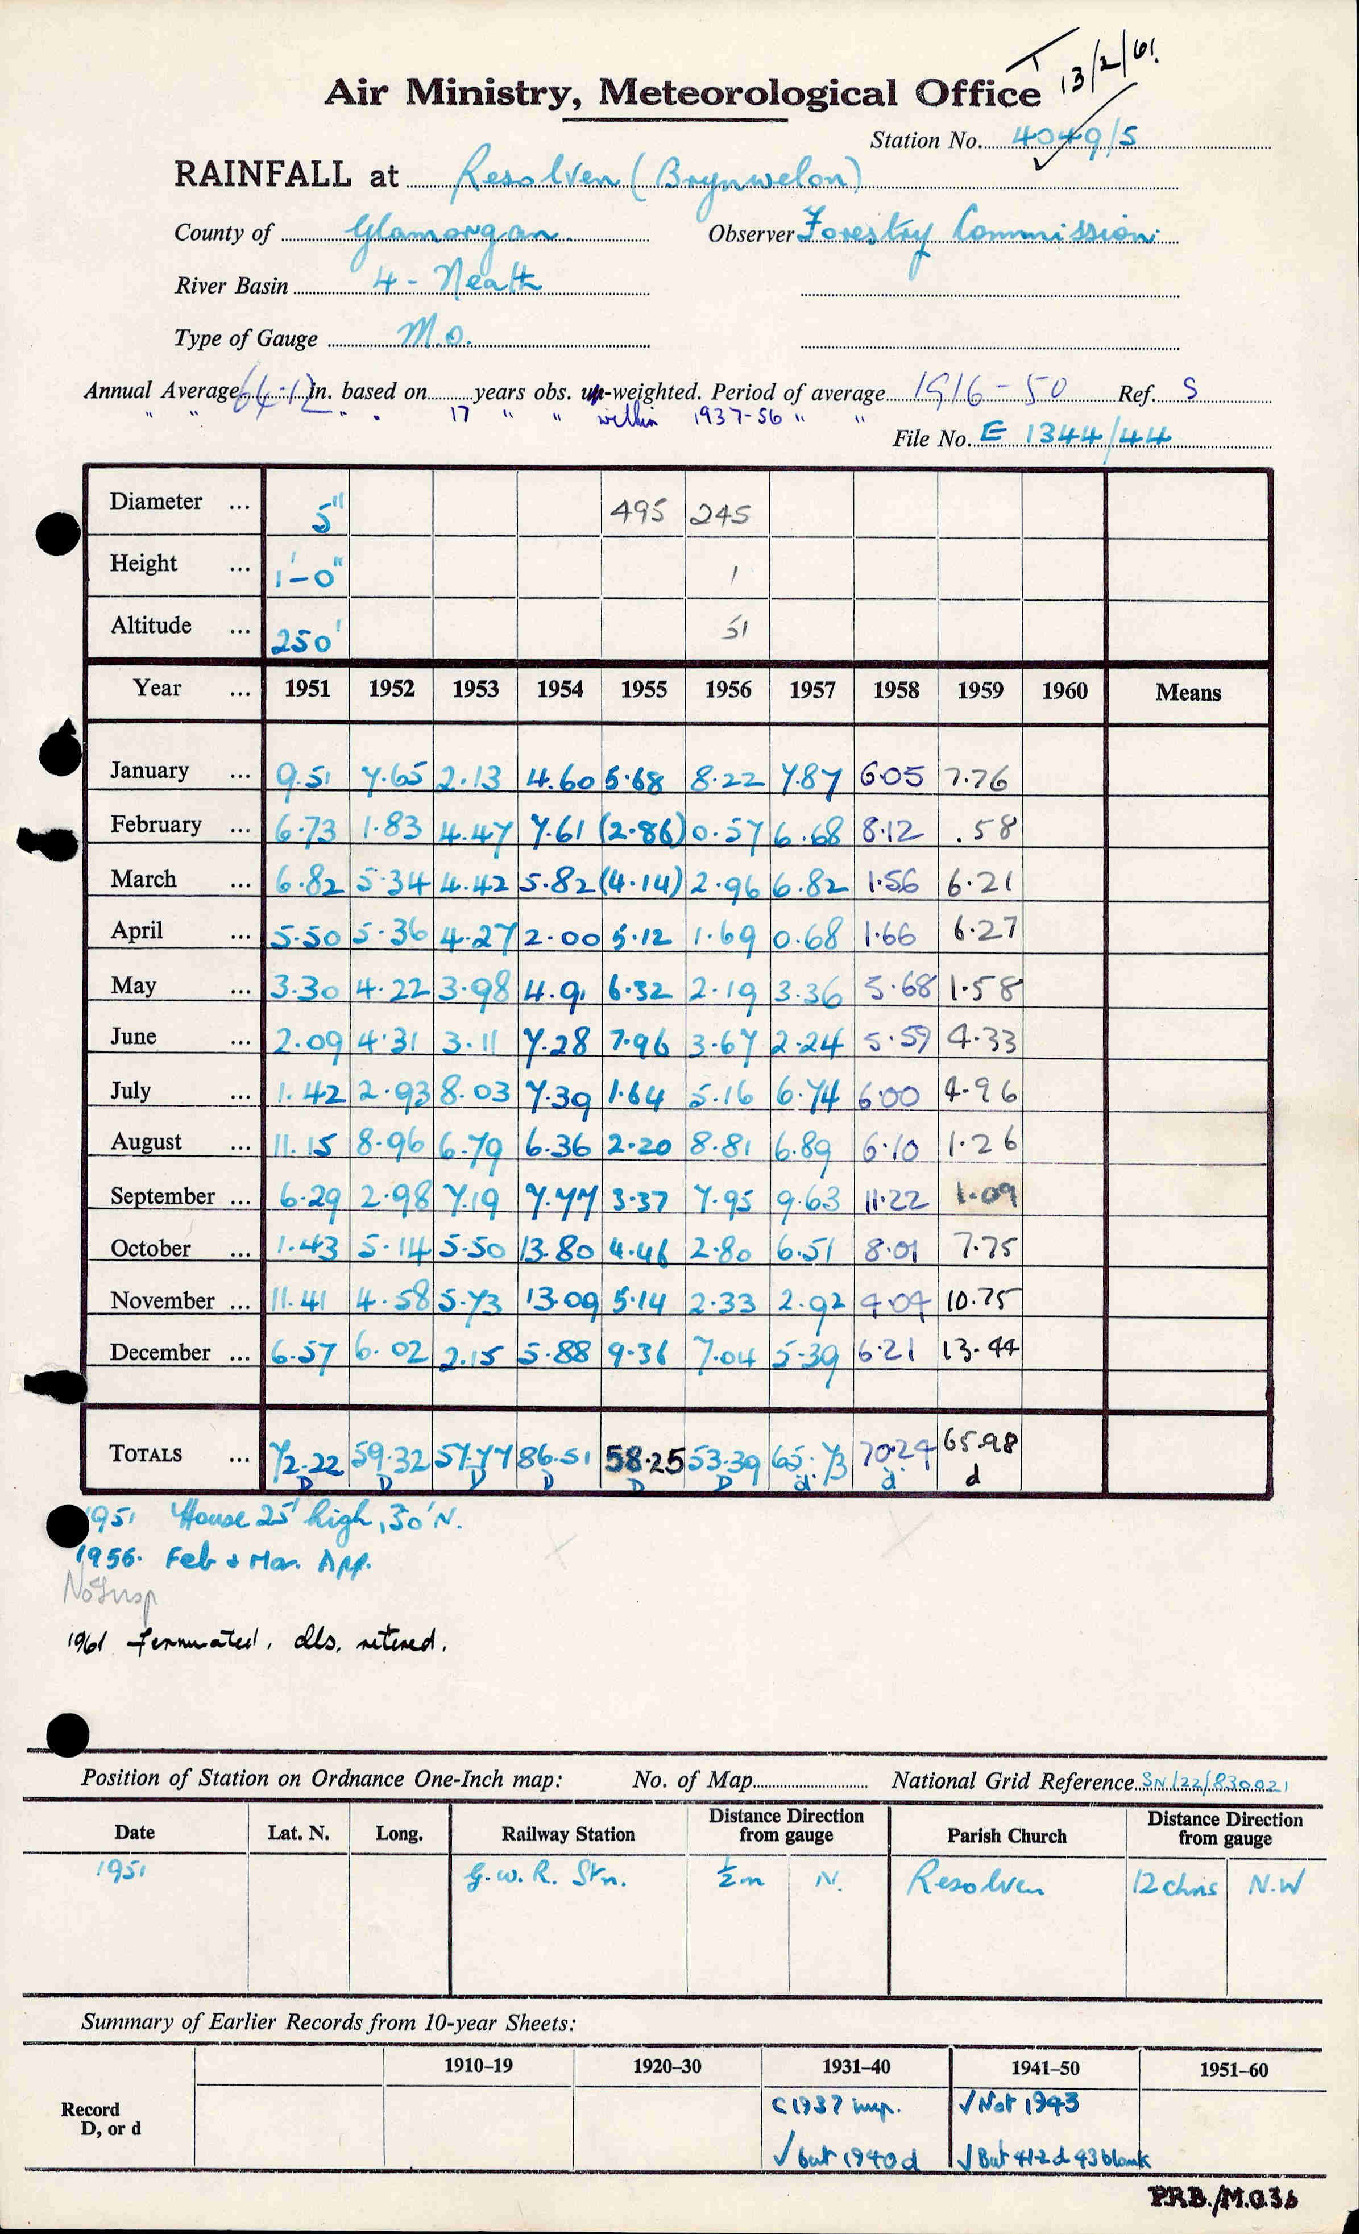 T 13/2/61.
Air Ministry, Meteorological Office
Station No. 4049/5
RAINFALL at Resolven (Brynwelon)
County of Glamorgan. Observer Forestry Commission.
River Basin 4 - Neath
Type of Gauge M.O.
Annual Average 64.12 in. based on years obs. up-weighted. Period of average 1916-50 Ref. S
" " " " 17 " " within 1937-56 " "
File No. E 1344/44
Diameter ... 5" 495 245
Height ... 1'-0" 1
Altitude ... 250' 51
Year ... 1951 1952 1953 1954 1955 1956 1957 1958 1959 1960 Means
January ... 9.51 7.65 2.13 4.60 5.68 8.22 7.87 6.05 7.76
February ... 6.73 1.83 4.47 7.61 (2.86) 0.57 6.68 8.12 .58
March ... 6.82 5.34 4.42 5.82 (4.14) 2.96 6.82 1.56 6.21
April ... 5.50 5.36 4.27 2.00 5.12 1.69 0.68 1.66 6.27
May ... 3.30 4.22 3.98 4.91 6.32 2.19 3.36 5.68 1.58
June ... 2.09 4.31 3.11 7.28 7.96 3.67 2.24 5.59 4.33
July ... 1.42 2.93 8.03 7.39 1.64 5.16 6.74 6.00 4.96
August ... 11.15 8.96 6.79 6.36 2.20 8.81 6.89 6.10 1.26
September ... 6.29 2.98 7.19 7.77 3.37 7.95 9.63 11.22 1.09
October ... 1.43 5.14 5.50 13.80 4.46 2.80 6.51 8.01 7.75
November ... 11.41 4.58 5.73 13.09 5.14 2.33 2.92 4.04 10.75
December ... 6.57 6.02 2.15 5.88 9.36 7.04 5.39 6.21 13.44
TOTALS ... 72.22 59.32 57.77 86.51 58.25 53.39 65.73 70.24 65.98
D D D D D D d. d. d
1951 House 25' high, 30' N.
1956. Feb & Mar. App.
No Insp
1961 Terminated. obs. retired.
Position of Station on Ordnance One-Inch map: No. of Map National Grid Reference SN/22/830021
Date Lat. N. Long. Railway Station Distance Direction from gauge Parish Church Distance Direction from gauge
1951 G.W.R. Stn. ½m N. Resolven 12 chns N.W
Summary of Earlier Records from 10-year Sheets:
1910–19 1920–30 1931–40 1941–50 1951–60
Record D, or d
C 1937 imp. √ Not 1943
√ but 1940 d √ But 412d 43 blank
P.R.B./M.O.3b